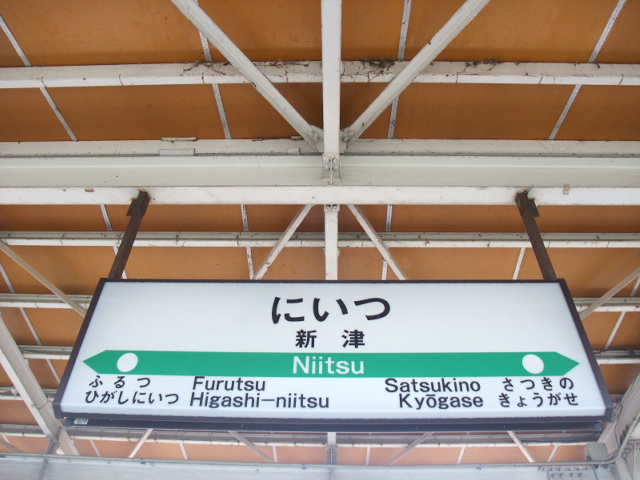 にいつ
新津
Niitsu
ふるつ Furutsu Satsukino さつきの
ひがしにいつ Higashi-niitsu Kyōgase きょうがせ